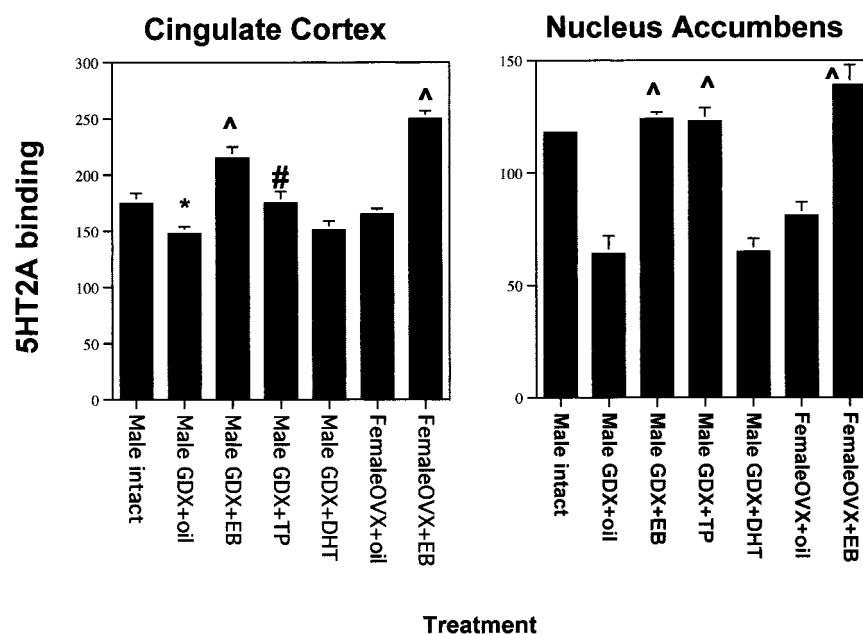 Cingulate Cortex
Nucleus Accumbens
5HT2A binding
300
250
200
150
100
50
0
^
^
*
#
Male intact
Male GDX+oil
Male GDX+EB
Male GDX+TP
Male GDX+DHT
FemaleOVX+oil
FemaleOVX+EB
150
100
50
0
^
^
^
Male intact
Male GDX+oil
Male GDX+EB
Male GDX+TP
Male GDX+DHT
FemaleOVX+oil
FemaleOVX+EB
Treatment